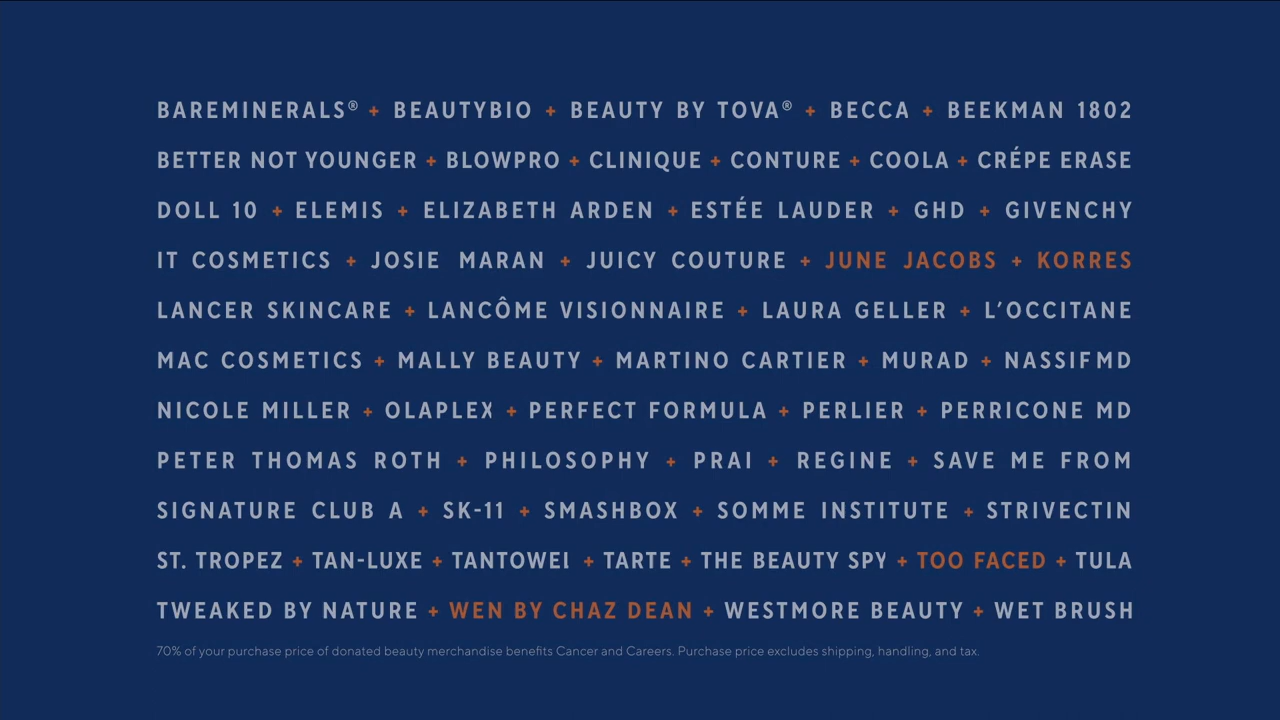 BAREMINERALS® + BEAUTYBIO + BEAUTY BY TOVA® + BECCA + BEEKMAN 1802
BETTER NOT YOUNGER + BLOWPRO + CLINIQUE + CONTURE + COOLA + CRÉPE ERASE
DOLL 10 + ELEMIS + ELIZABETH ARDEN + ESTÉE LAUDER + GHD + GIVENCHY
IT COSMETICS + JOSIE MARAN + JUICY COUTURE + JUNE JACOBS + KORRES
LANCER SKINCARE + LANCÔME VISIONNAIRE + LAURA GELLER + L'OCCITANE
MAC COSMETICS + MALLY BEAUTY + MARTINO CARTIER + MURAD + NASSIFMD
NICOLE MILLER + OLAPLEX + PERFECT FORMULA + PERLIER + PERRICONE MD
PETER THOMAS ROTH + PHILOSOPHY + PRAI + REGINE + SAVE ME FROM
SIGNATURE CLUB A + SK-11 + SMASHBOX + SOMME INSTITUTE + STRIVECTIN
ST. TROPEZ + TAN-LUXE + TANTOWEL + TARTE + THE BEAUTY SPY + TOO FACED + TULA
TWEAKED BY NATURE + WEN BY CHAZ DEAN + WESTMORE BEAUTY + WET BRUSH
70% of your purchase price of donated beauty merchandise benefits Cancer and Careers. Purchase price excludes shipping, handling, and tax.